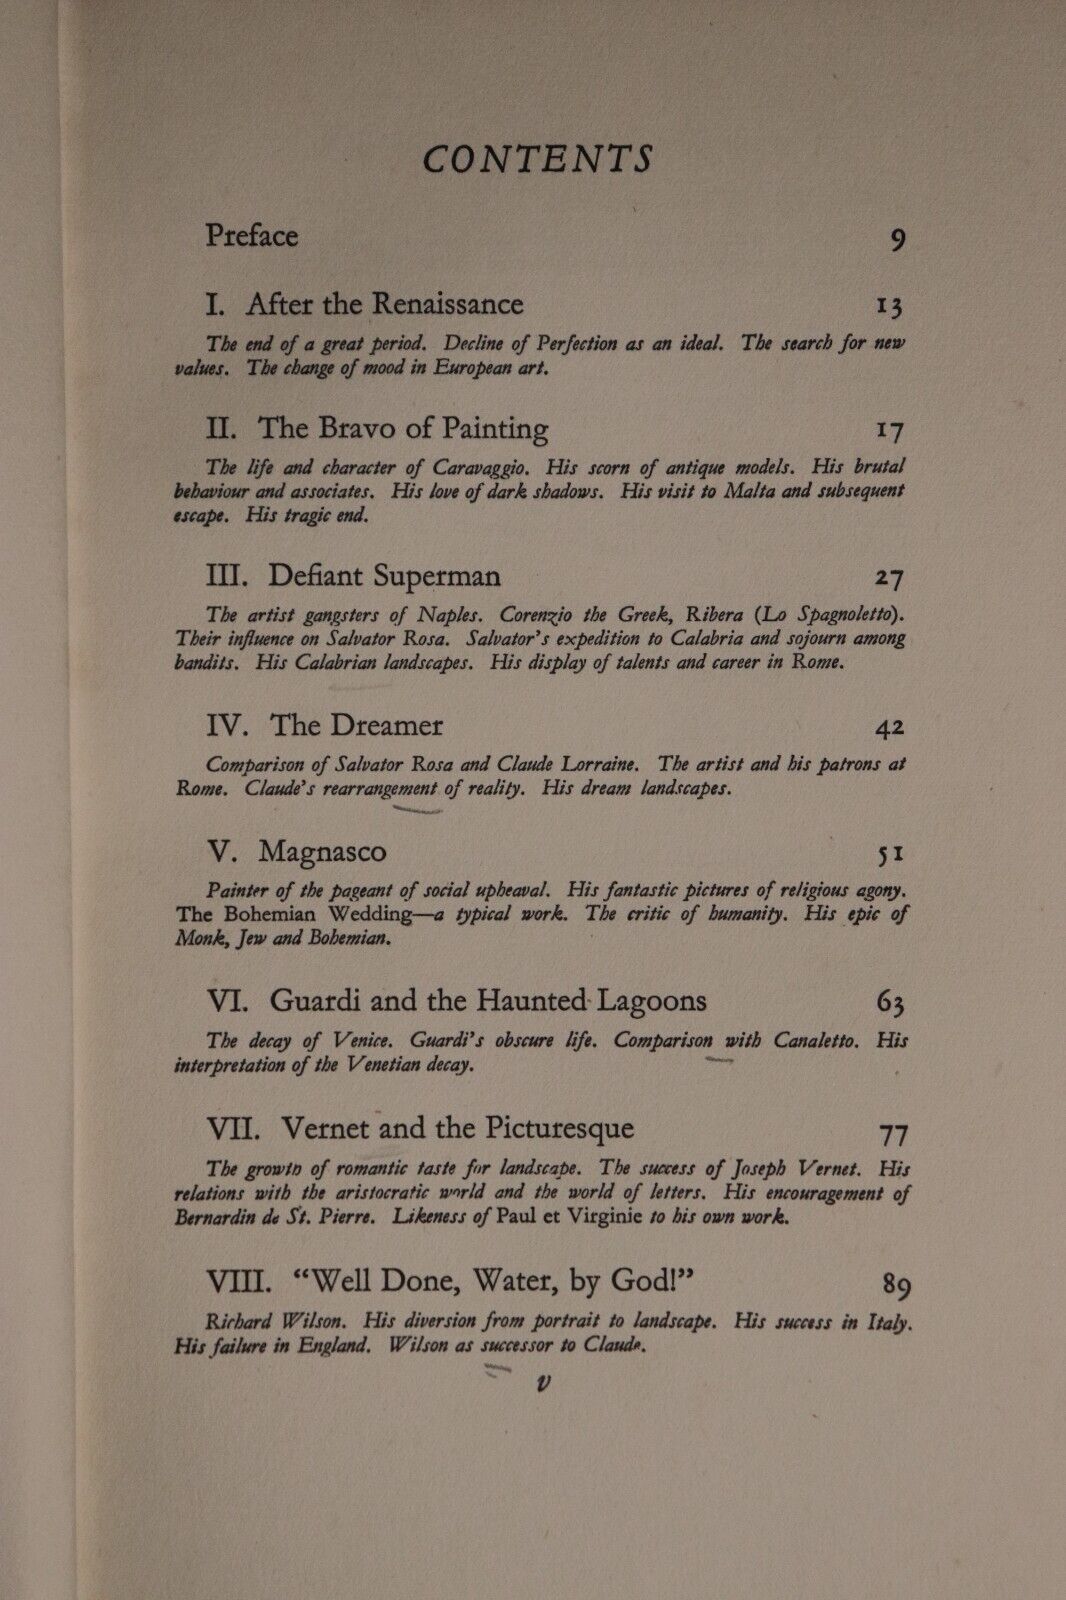 CONTENTS
Preface 9
I. After the Renaissance 13
The end of a great period. Decline of Perfection as an ideal. The search for new
values. The change of mood in European art.
II. The Bravo of Painting 17
The life and character of Caravaggio. His scorn of antique models. His brutal
behaviour and associates. His love of dark shadows. His visit to Malta and subsequent
escape. His tragic end.
III. Defiant Superman 27
The artist gangsters of Naples. Corenzio the Greek, Ribera (Lo Spagnoletto).
Their influence on Salvator Rosa. Salvator's expedition to Calabria and sojourn among
bandits. His Calabrian landscapes. His display of talents and career in Rome.
IV. The Dreamer 42
Comparison of Salvator Rosa and Claude Lorraine. The artist and his patrons at
Rome. Claude's rearrangement of reality. His dream landscapes.
V. Magnasco 51
Painter of the pageant of social upheaval. His fantastic pictures of religious agony.
The Bohemian Wedding—a typical work. The critic of humanity. His epic of
Monk, Jew and Bohemian.
VI. Guardi and the Haunted Lagoons 63
The decay of Venice. Guardi's obscure life. Comparison with Canaletto. His
interpretation of the Venetian decay.
VII. Vernet and the Picturesque 77
The growth of romantic taste for landscape. The success of Joseph Vernet. His
relations with the aristocratic world and the world of letters. His encouragement of
Bernardin de St. Pierre. Likeness of Paul et Virginie to his own work.
VIII. "Well Done, Water, by God!" 89
Richard Wilson. His diversion from portrait to landscape. His success in Italy.
His failure in England. Wilson as successor to Claude.
v